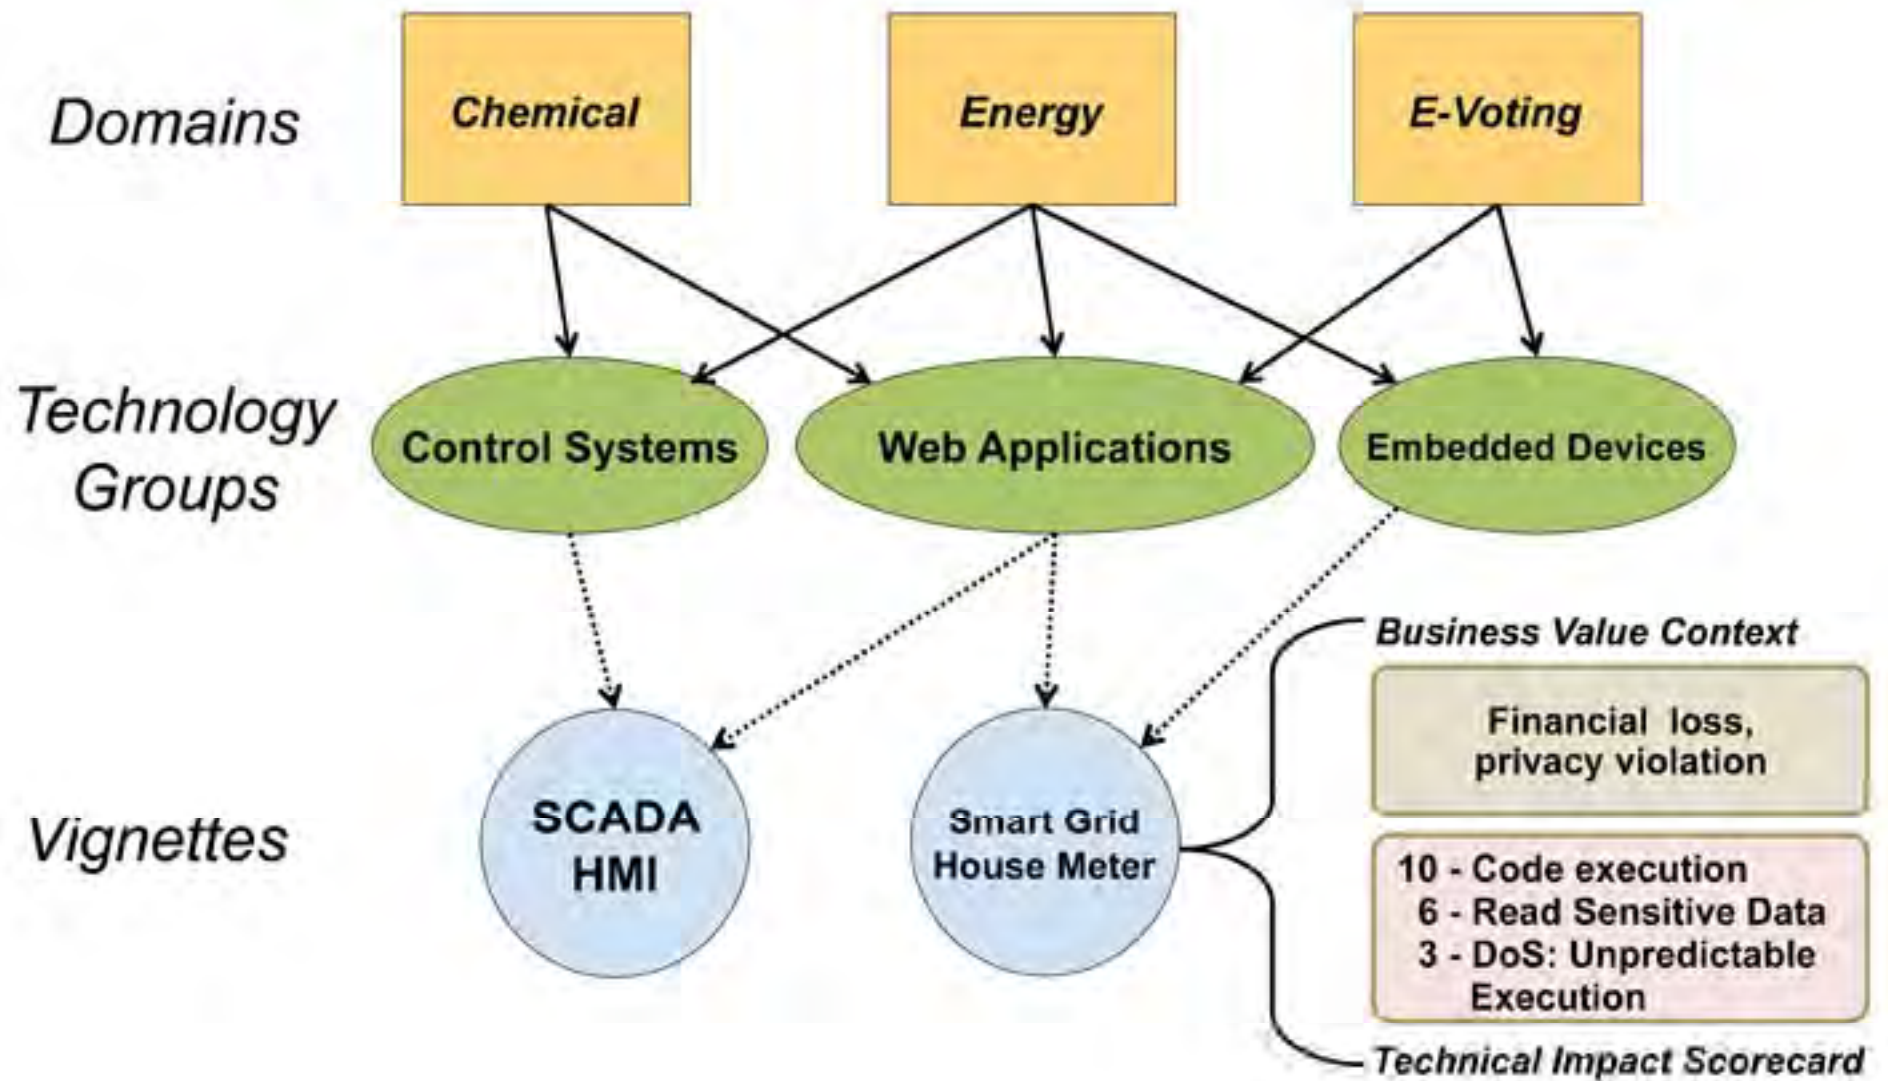 Domains
Chemical
Energy
E-Voting
Technology
Groups
Control Systems
Web Applications
Embedded Devices
Vignettes
SCADA
HMI
Smart Grid
House Meter
Business Value Context
Financial loss,
privacy violation
10 - Code execution
6 - Read Sensitive Data
3 - DoS: Unpredictable
Execution
Technical Impact Scorecard